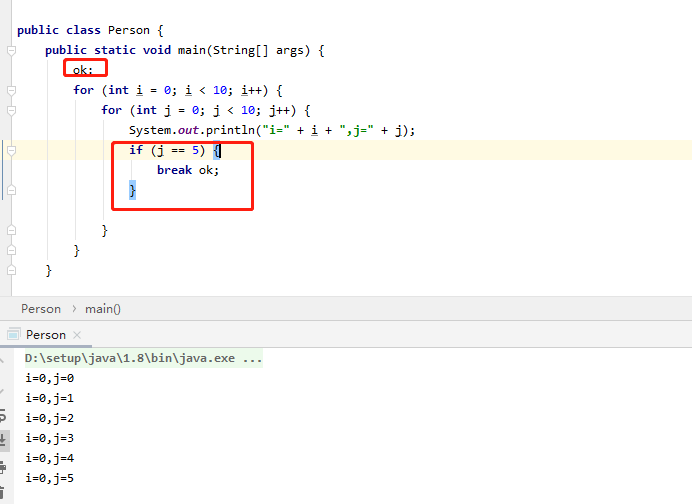 public class Person {
public static void main(String[] args) {
ok:
for (int i = 0; i < 10; i++) {
for (int j = 0; j < 10; j++) {
System.out.println("i=" + i + ",j=" + j);
if (j == 5) {
break ok;
}
}
}
}
Person > main()
Person ×
D:\setup\java\1.8\bin\java.exe ...
i=0,j=0
i=0,j=1
i=0,j=2
i=0,j=3
i=0,j=4
i=0,j=5